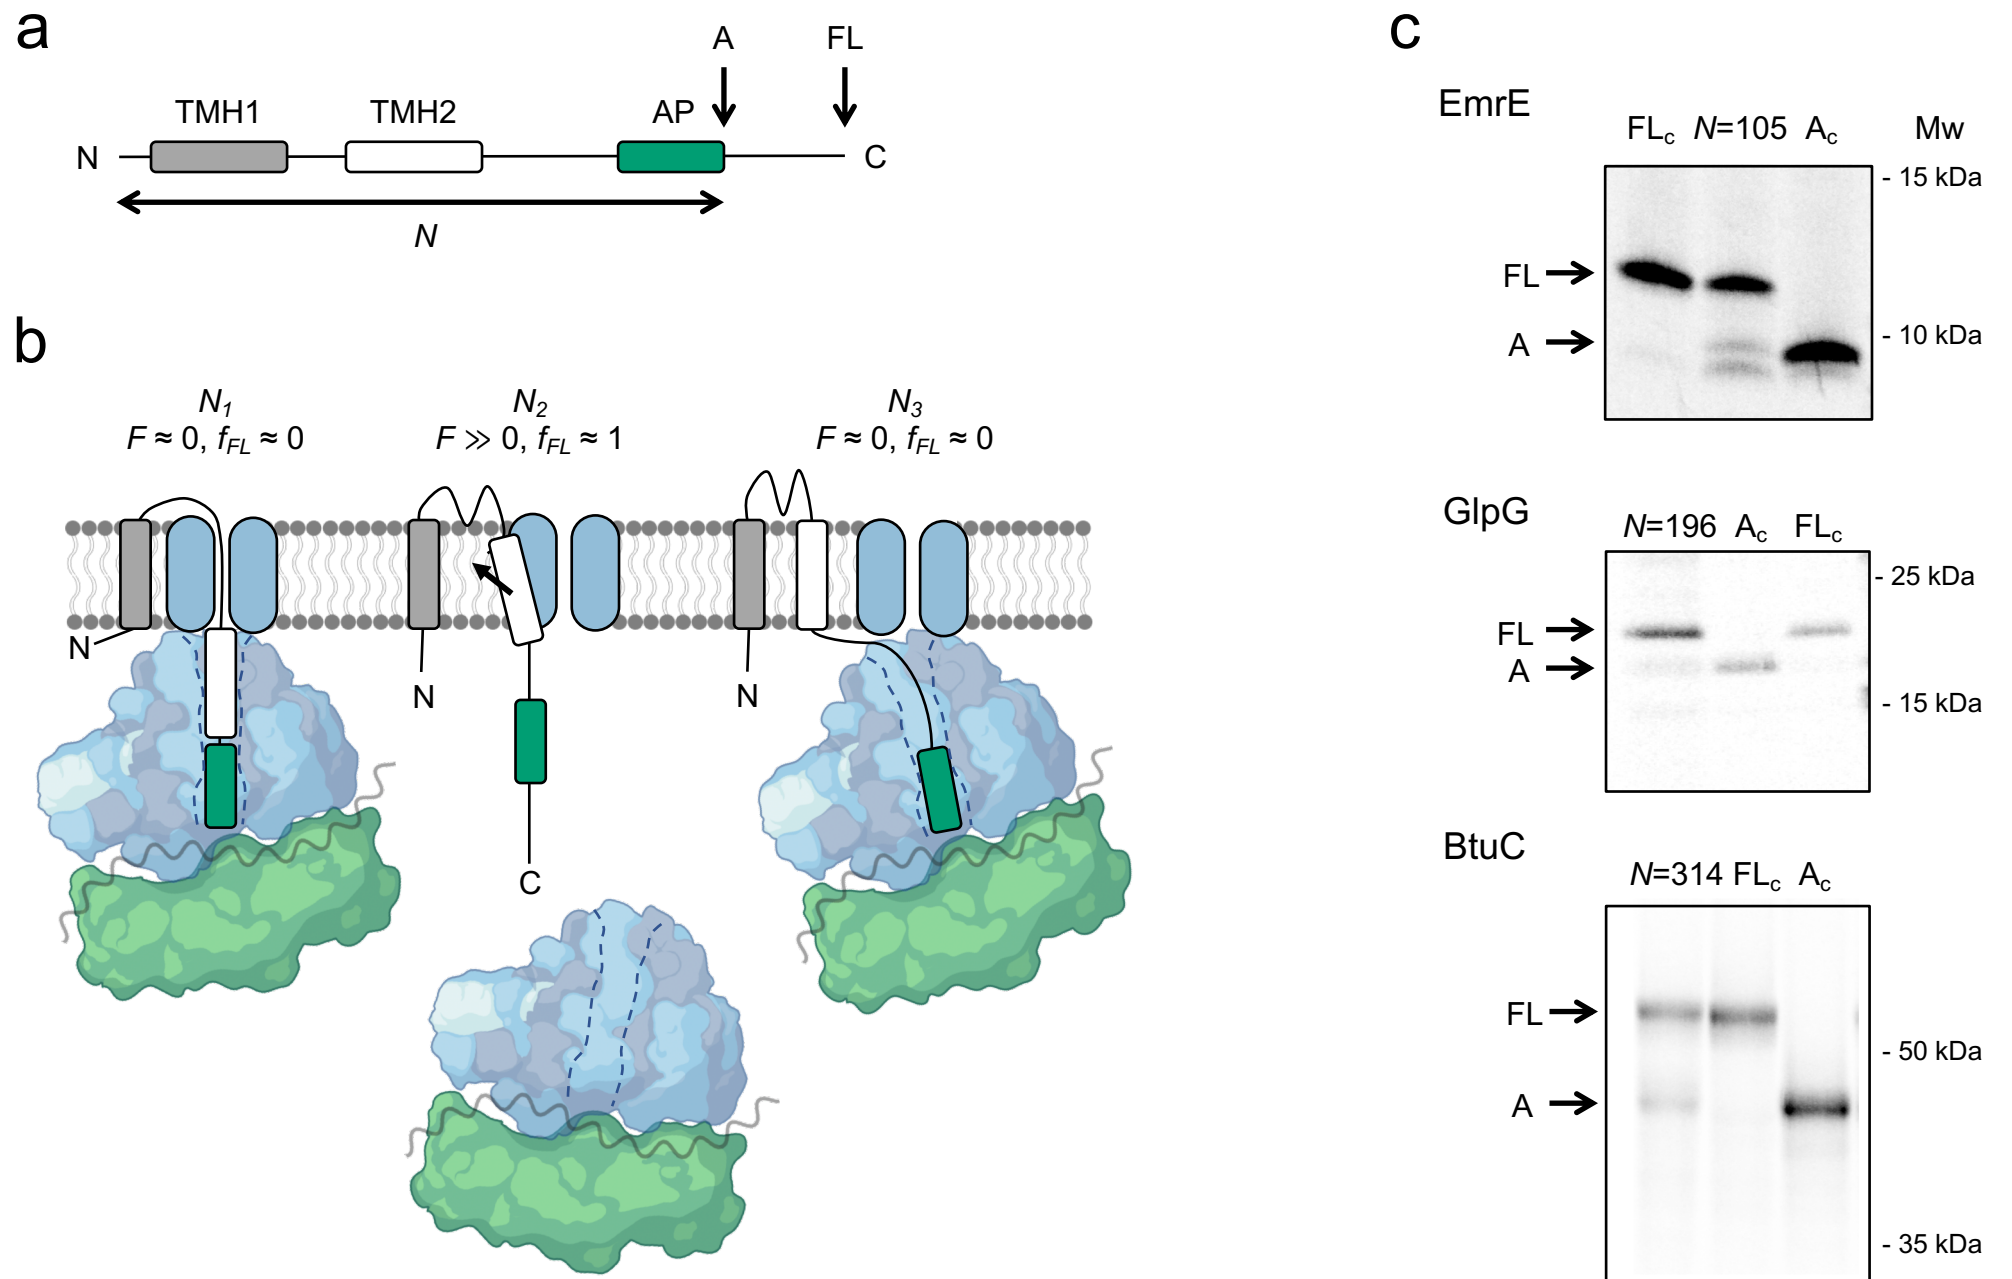 a
A FL
TMH1 TMH2 AP
N C
N
b
N1 N2 N3
F ≈ 0, fFL ≈ 0 F ≫ 0, fFL ≈ 1 F ≈ 0, fFL ≈ 0
N N N
C
c
EmrE
FLc N=105 Ac Mw
- 15 kDa
FL
- 10 kDa
A
GlpG
N=196 Ac FLc
- 25 kDa
FL
A
- 15 kDa
BtuC
N=314 FLc Ac
FL
- 50 kDa
A
- 35 kDa